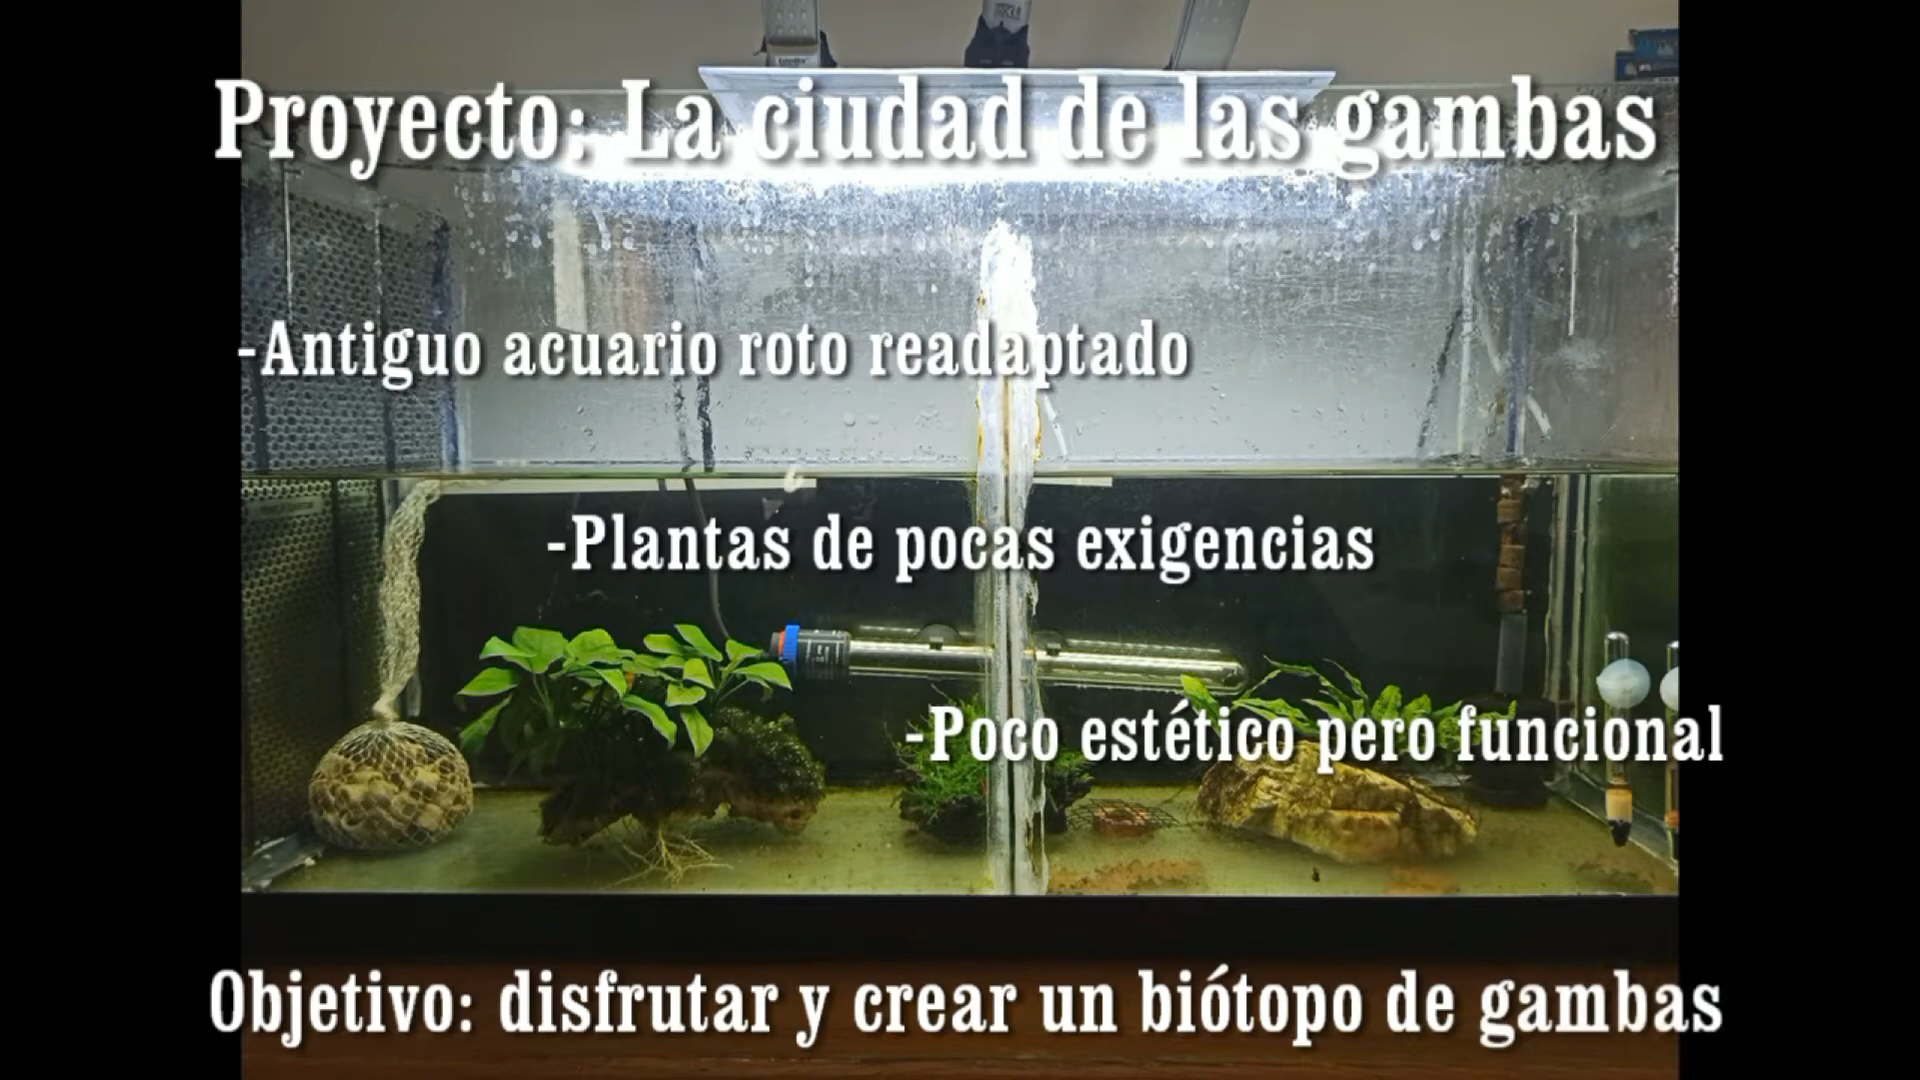 Proyecto: La ciudad de las gambas
-Antiguo acuario roto readaptado
-Plantas de pocas exigencias
-Poco estético pero funcional
Objetivo: disfrutar y crear un biótopo de gambas